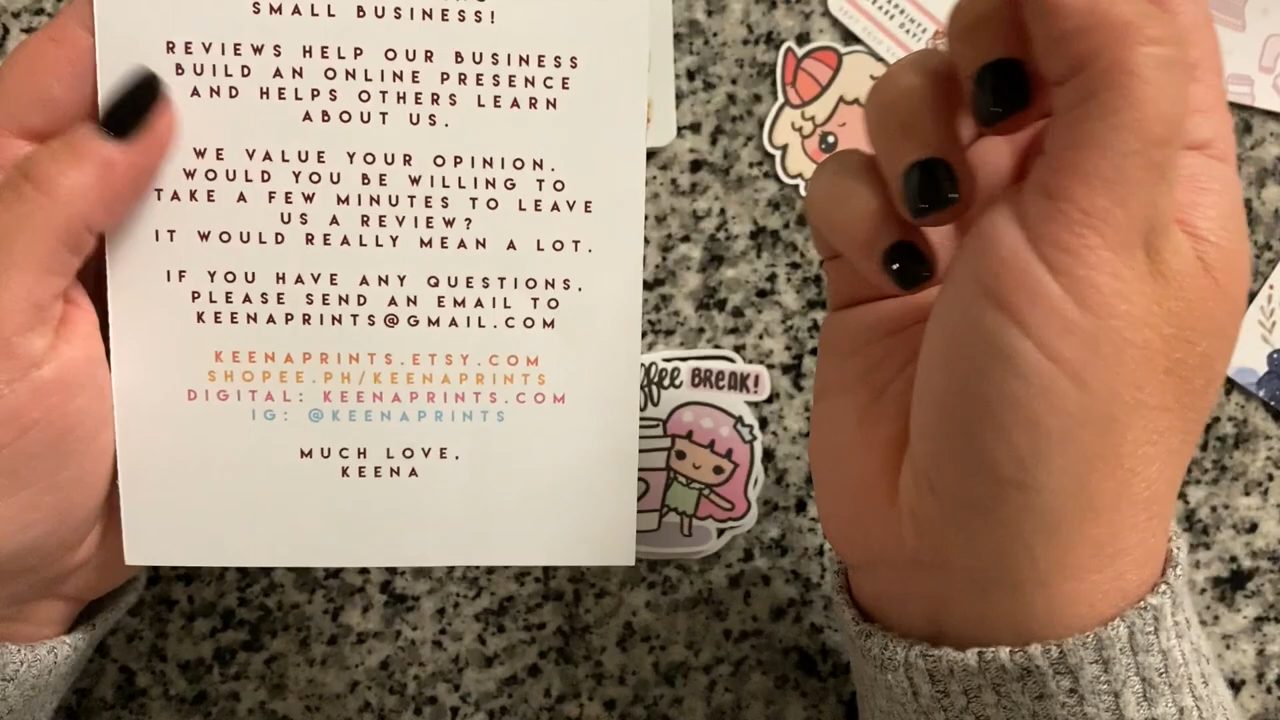 SMALL BUSINESS!
REVIEWS HELP OUR BUSINESS
BUILD AN ONLINE PRESENCE
AND HELPS OTHERS LEARN
ABOUT US.
WE VALUE YOUR OPINION.
WOULD YOU BE WILLING TO
TAKE A FEW MINUTES TO LEAVE
US A REVIEW?
IT WOULD REALLY MEAN A LOT.
IF YOU HAVE ANY QUESTIONS,
PLEASE SEND AN EMAIL TO
KEENAPRINTS@GMAIL.COM
KEENAPRINTS.ETSY.COM
SHOPEE.PH/KEENAPRINTS
DIGITAL: KEENAPRINTS.COM
IG: @KEENAPRINTS
MUCH LOVE,
KEENA
BREAK!